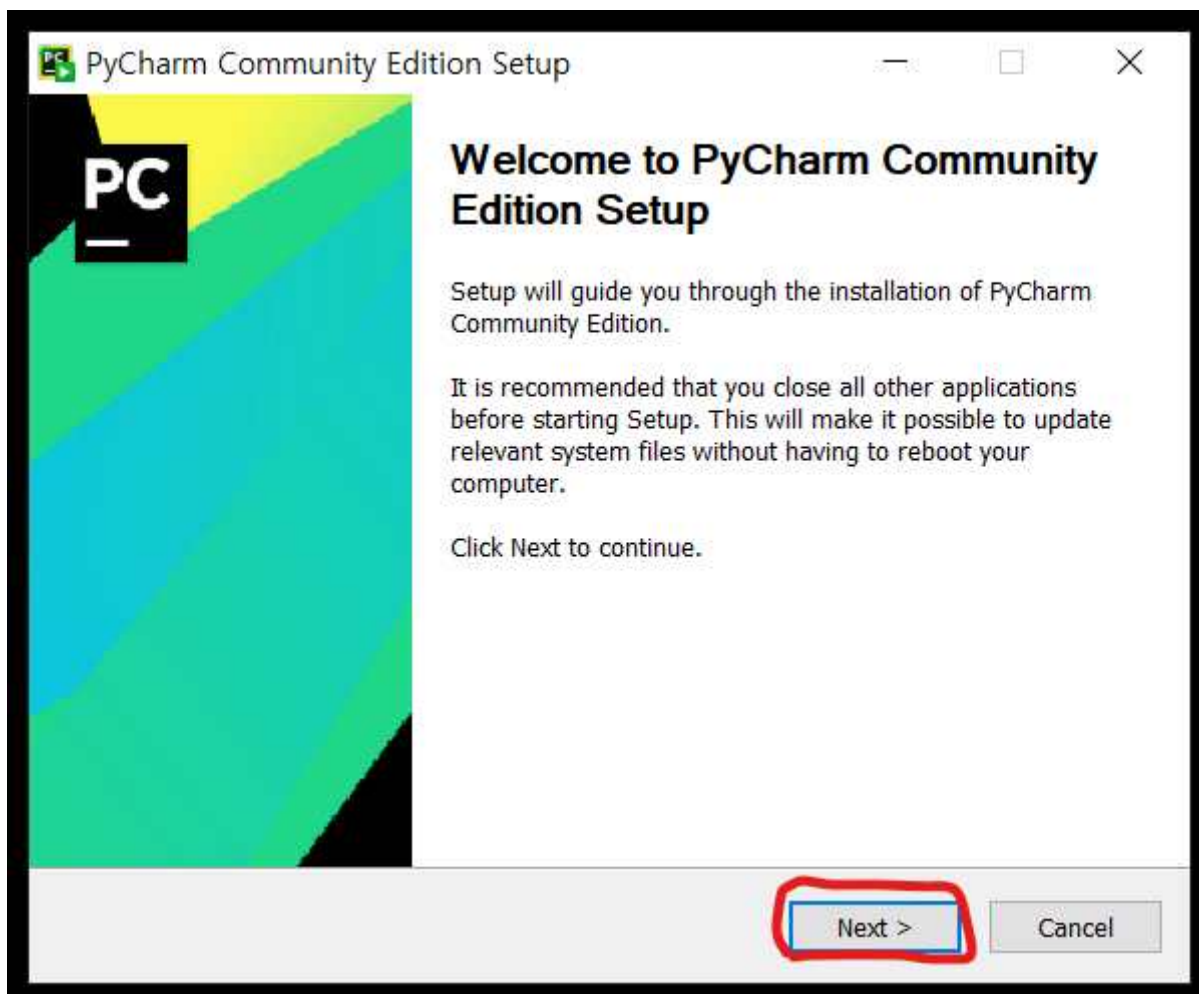 PyCharm Community Edition Setup
PC
Welcome to PyCharm Community
Edition Setup
Setup will guide you through the installation of PyCharm
Community Edition.
It is recommended that you close all other applications
before starting Setup. This will make it possible to update
relevant system files without having to reboot your
computer.
Click Next to continue.
Next >
Cancel